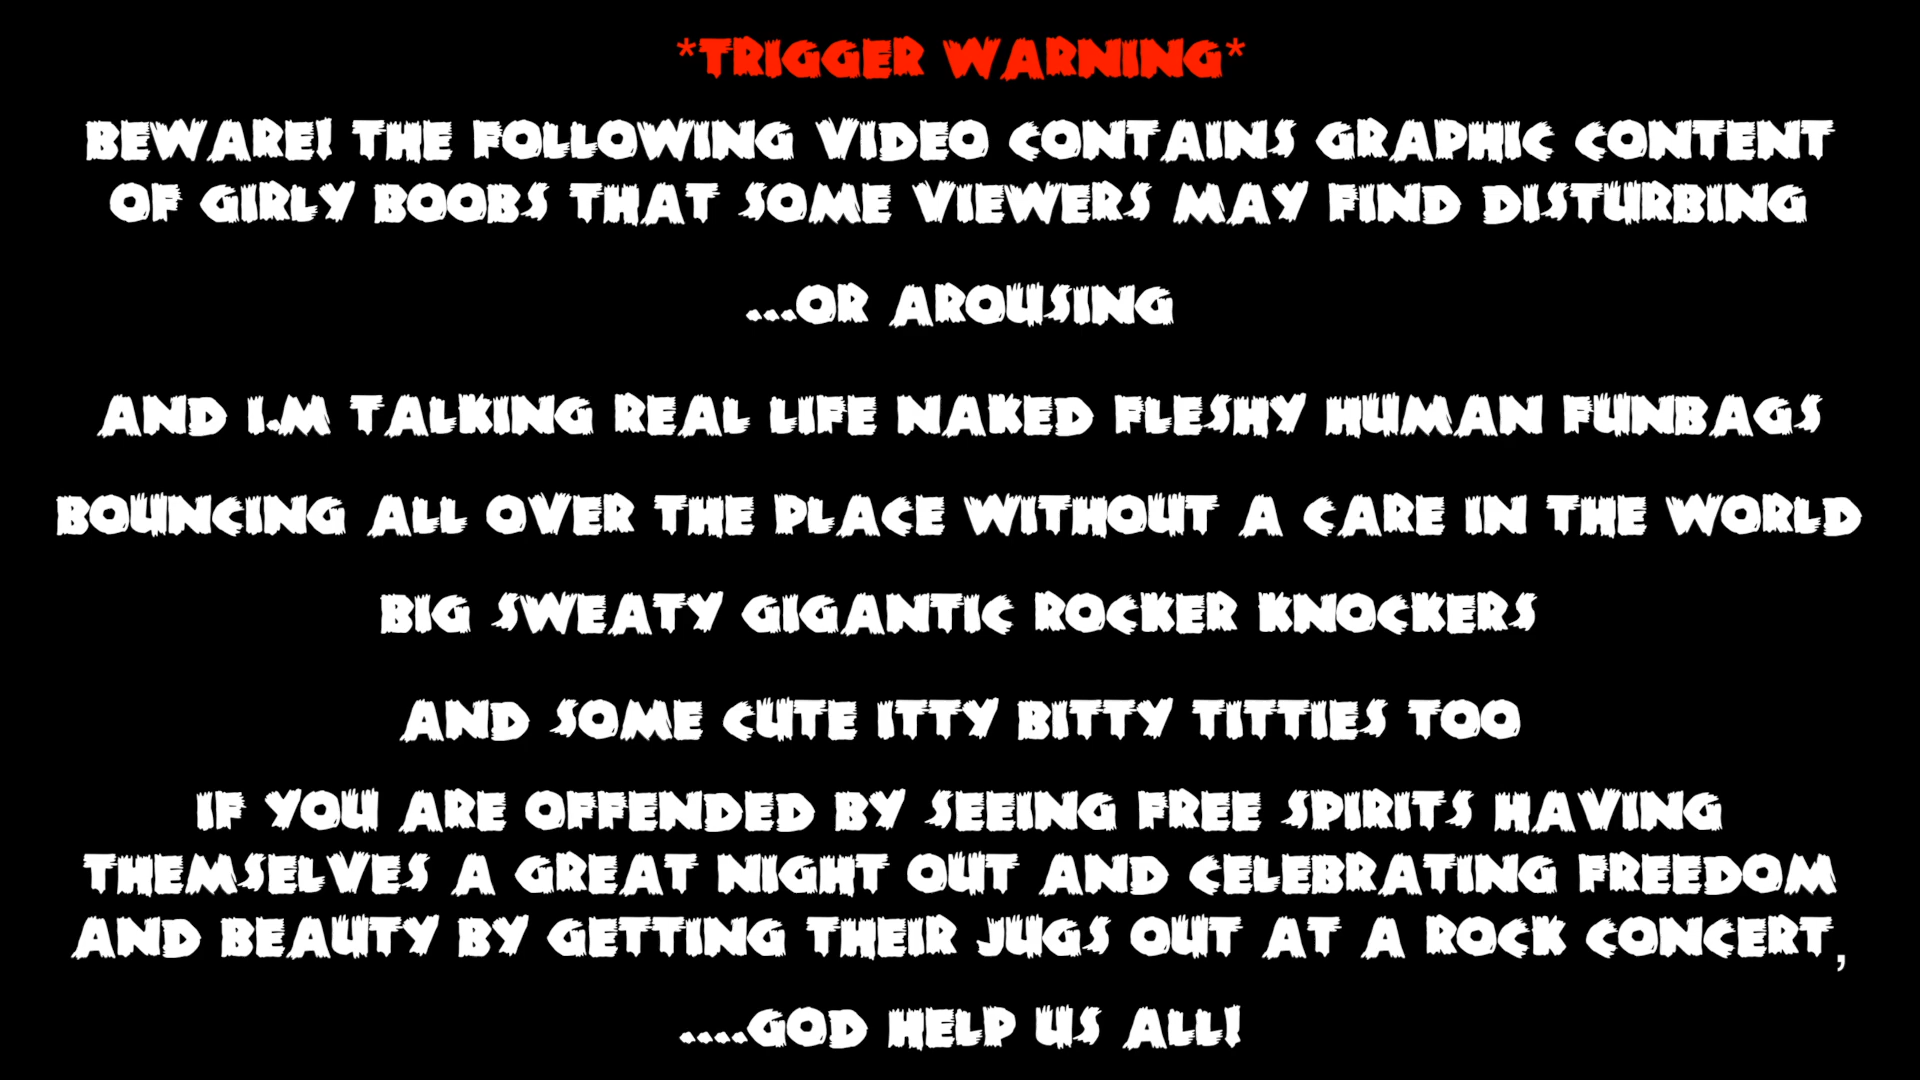 *TRIGGER WARNING*
BEWARE! THE FOLLOWING VIDEO CONTAINS GRAPHIC CONTENT
OF GIRLY BOOBS THAT SOME VIEWERS MAY FIND DISTURBING
...OR AROUSING
AND I.M TALKING REAL LIFE NAKED FLESHY HUMAN FUNBAGS
BOUNCING ALL OVER THE PLACE WITHOUT A CARE IN THE WORLD
BIG SWEATY GIGANTIC ROCKER KNOCKERS
AND SOME CUTE ITTY BITTY TITTIES TOO
IF YOU ARE OFFENDED BY SEEING FREE SPIRITS HAVING
THEMSELVES A GREAT NIGHT OUT AND CELEBRATING FREEDOM
AND BEAUTY BY GETTING THEIR JUGS OUT AT A ROCK CONCERT,
....GOD HELP US ALL!